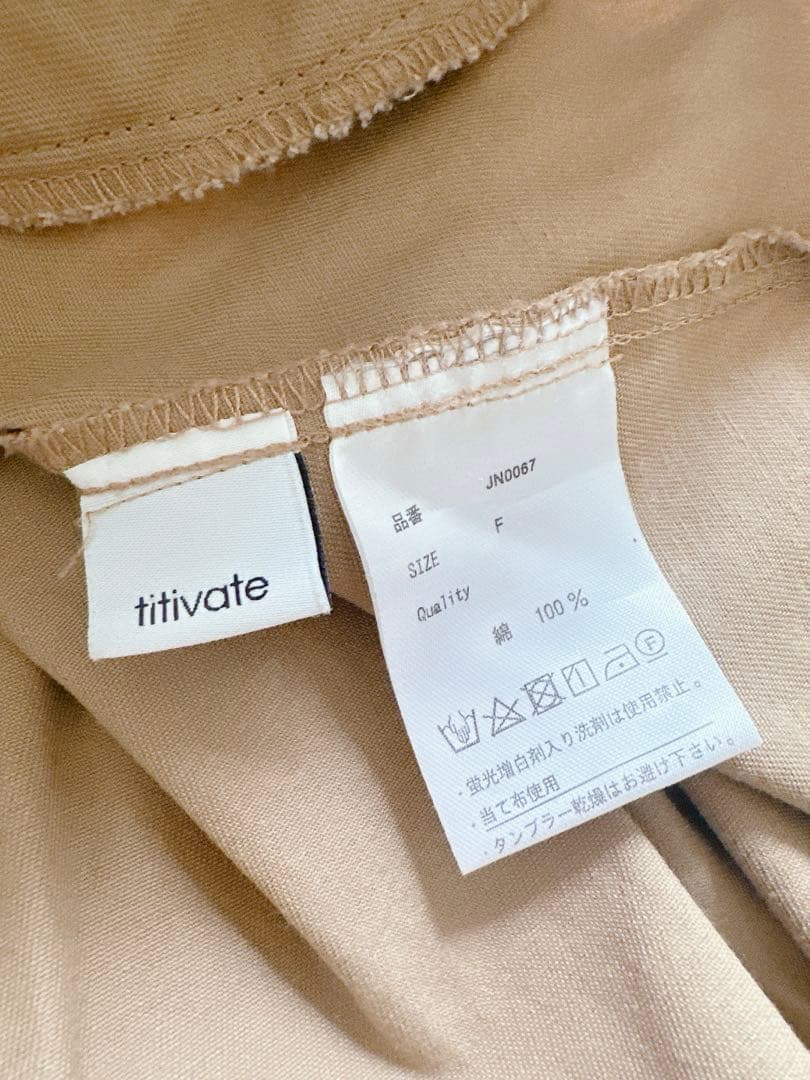 titivate
品番 JN0067
SIZE F
Quality
綿 100%
F
・蛍光増白剤入り洗剤は使用禁止。
・当て布使用
・タンブラー乾燥はお避け下さい。